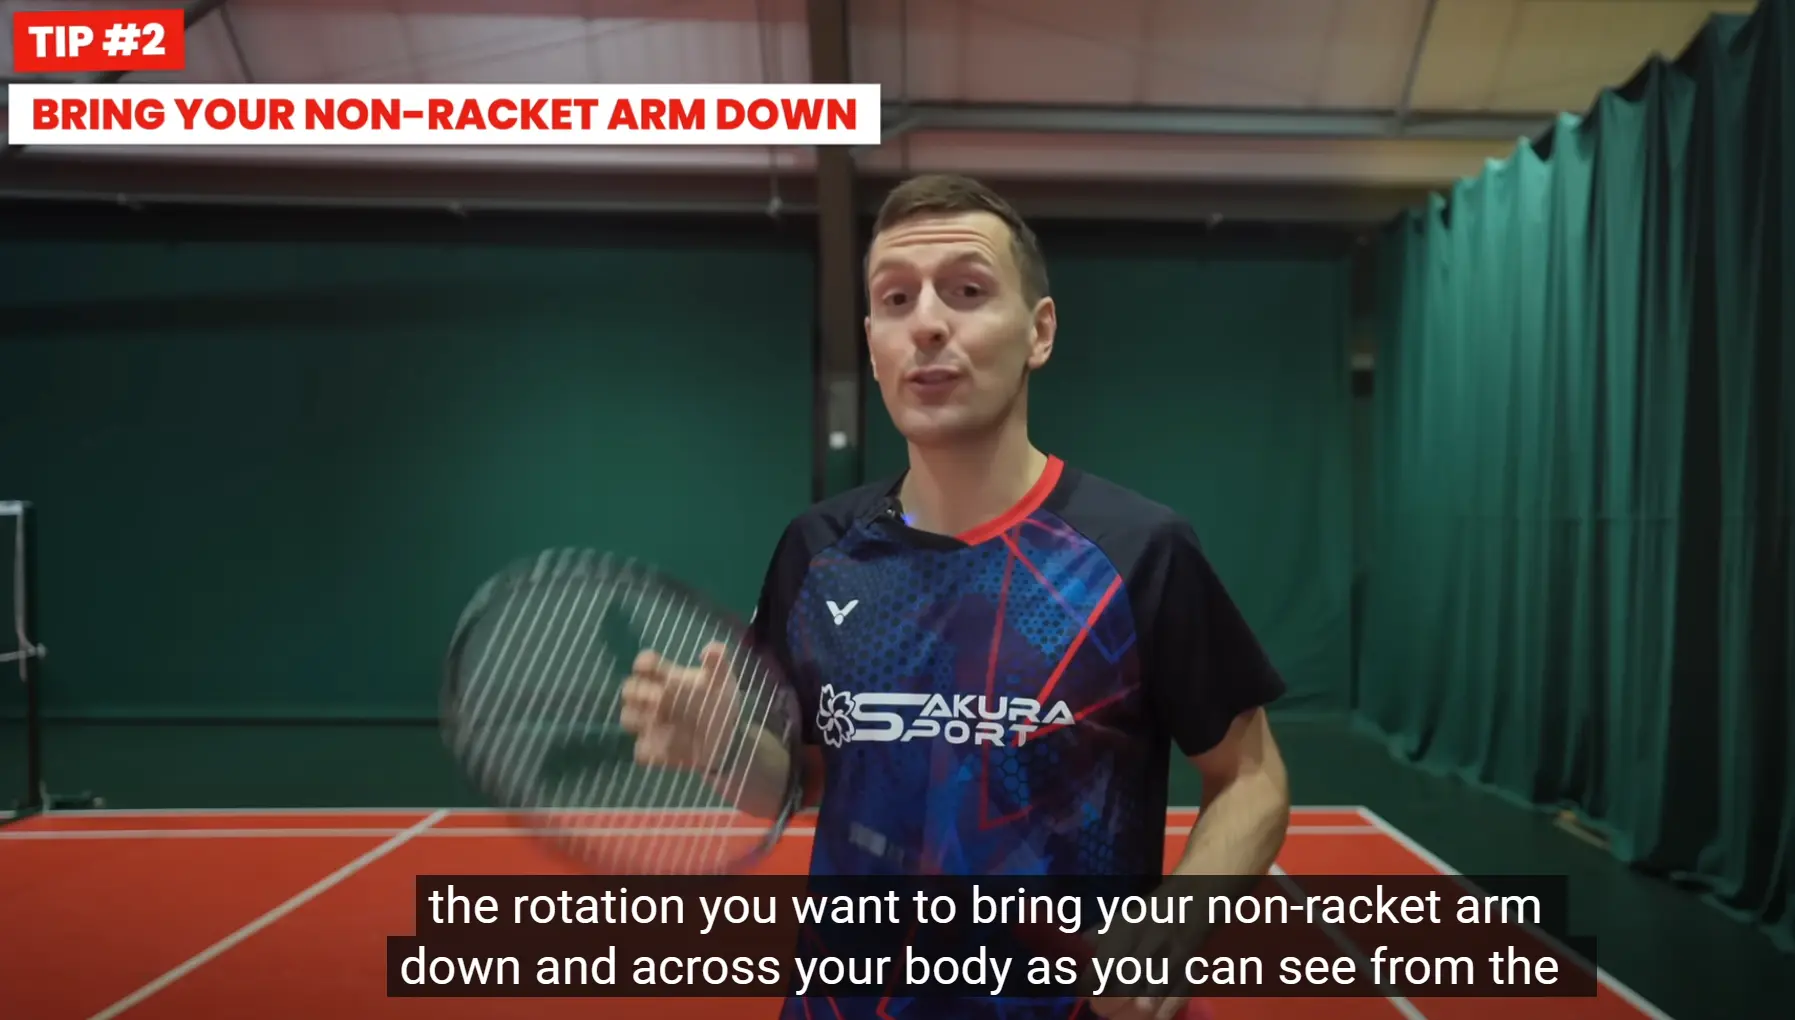 TIP #2
BRING YOUR NON-RACKET ARM DOWN
SAKURA
SPORT
the rotation you want to bring your non-racket arm
down and across your body as you can see from the